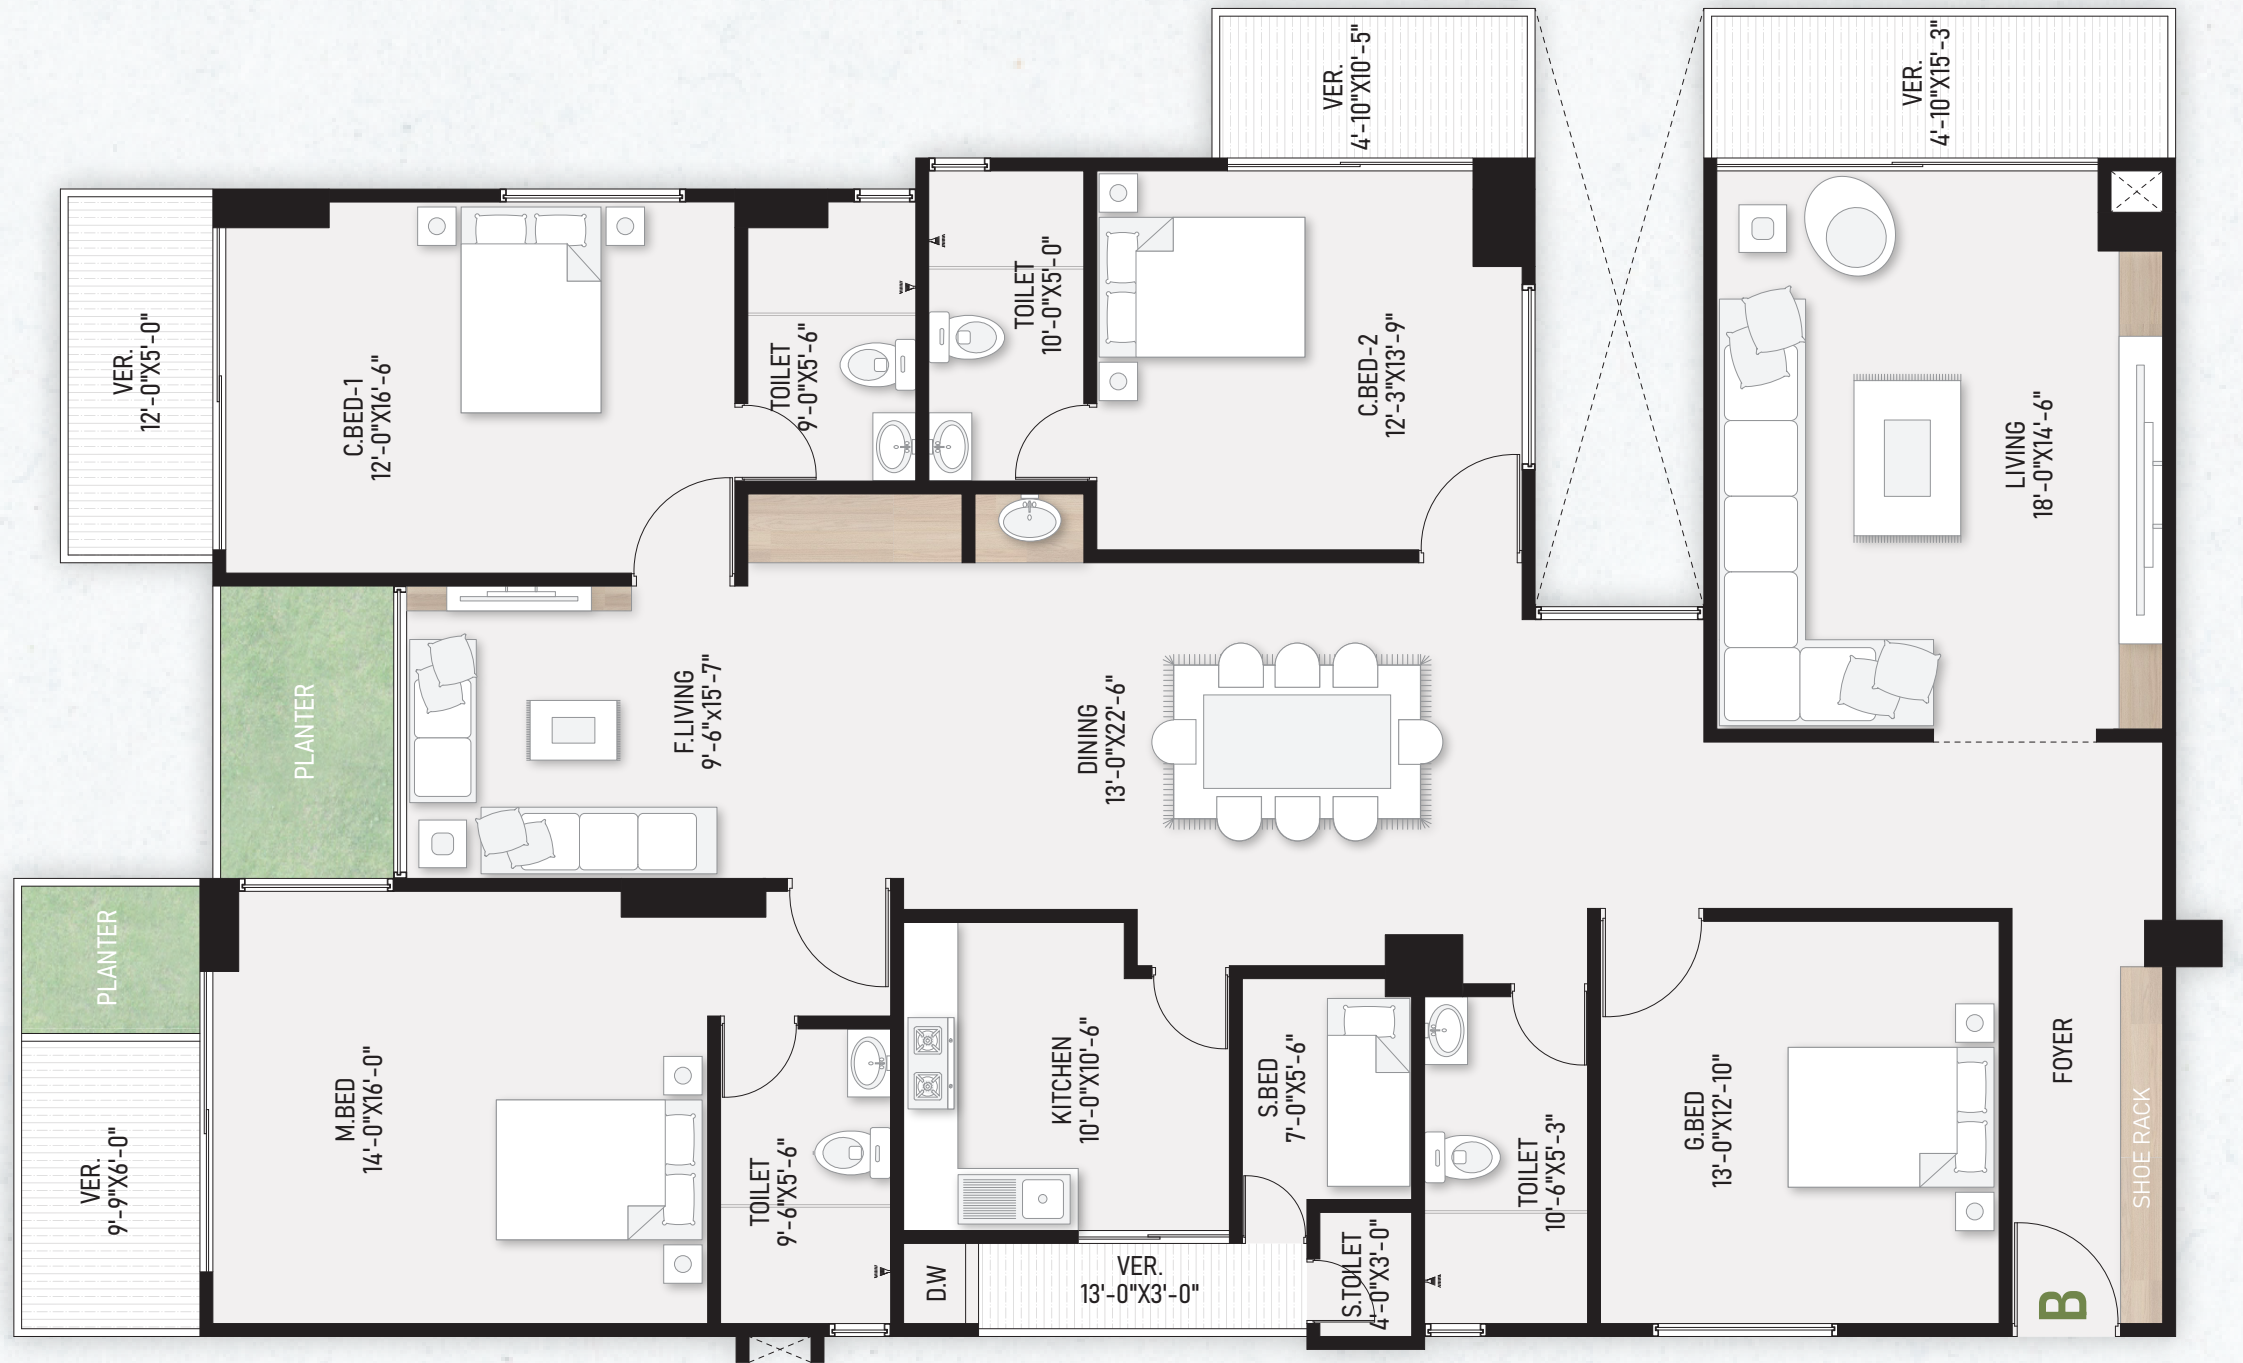 VER.
4'-10"X10'-5"
VER.
4'-10"X15'-3"
VER.
12'-0"X5'-0"
C.BED-1
12'-0"X16'-6"
TOILET
9'-0"X5'-6"
TOILET
10'-0"X5'-0"
C.BED-2
12'-3"X13'-9"
LIVING
18'-0"X14'-6"
PLANTER
F.LIVING
9'-6"x15'-7"
DINING
13'-0"X22'-6"
PLANTER
VER.
9'-9"X6'-0"
M.BED
14'-0"X16'-0"
TOILET
9'-6"X5'-6"
KITCHEN
10'-0"X10'-6"
S.BED
7'-0"X5'-6"
TOILET
10'-6"X5'-3"
G.BED
13'-0"X12'-10"
FOYER
SHOE RACK
D.W
VER.
13'-0"X3'-0"
S.TOILET
4'-0"X3'-0"
B